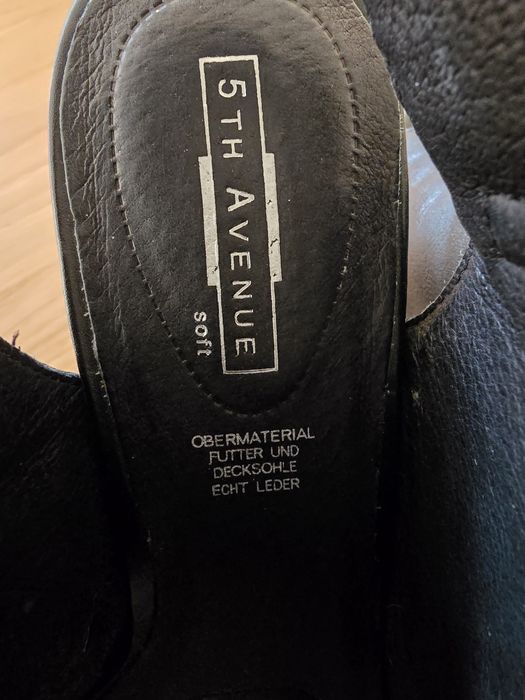 5TH AVENUE
soft
OBERMATERIAL
FUTTER UND
DECKSOHLE
ECHT LEDER